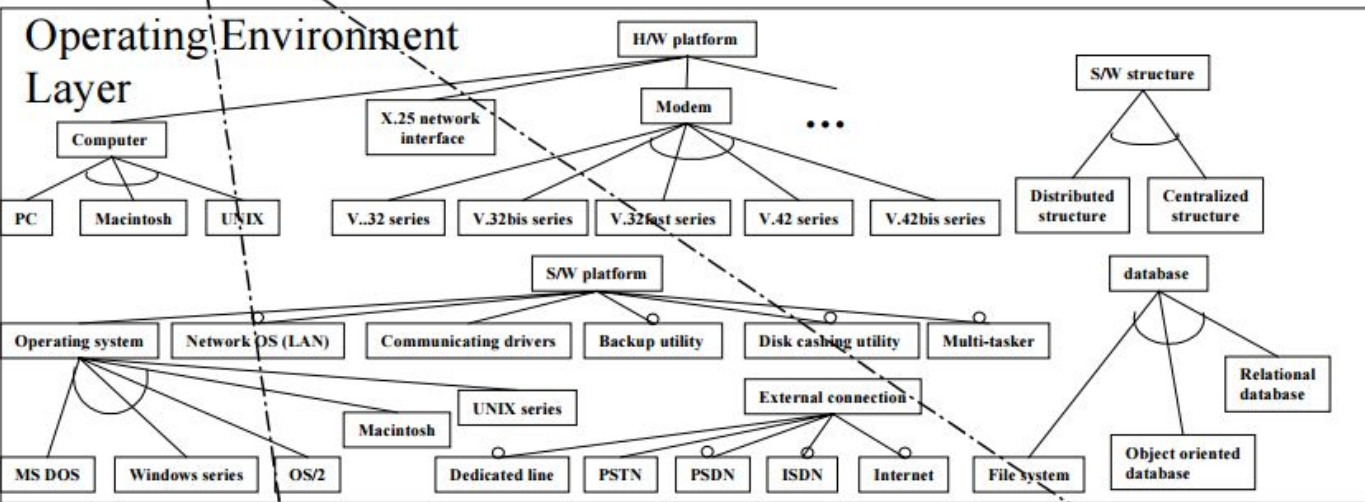 Operating Environment
Layer
H/W platform
S/W structure
Computer
X.25 network
interface
Modem
...
PC
Macintosh
UNIX
V..32 series
V.32bis series
V.32fast series
V.42 series
V.42bis series
Distributed
structure
Centralized
structure
S/W platform
database
Operating system
Network OS (LAN)
Communicating drivers
Backup utility
Disk cashing utility
Multi-tasker
Relational
database
External connection
UNIX series
Macintosh
Object oriented
database
MS DOS
Windows series
OS/2
Dedicated line
PSTN
PSDN
ISDN
Internet
File system